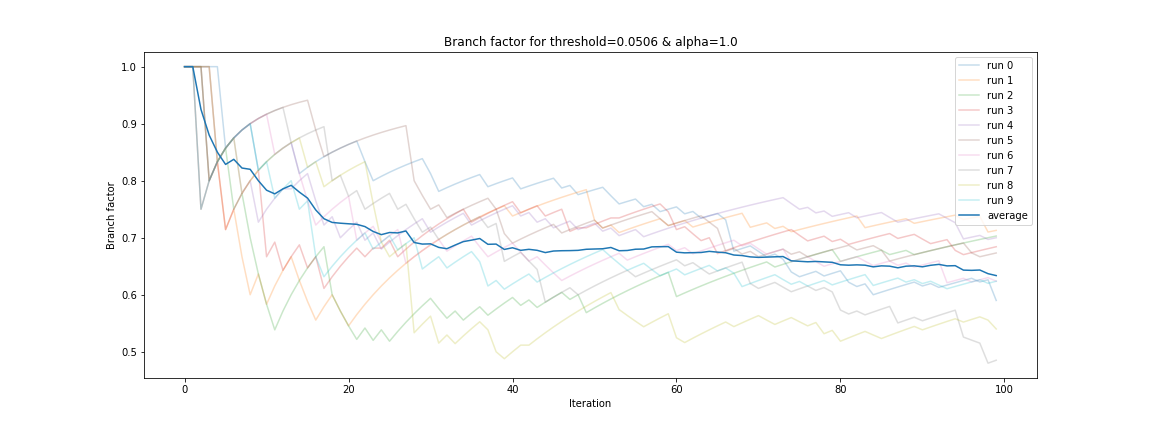 Branch factor for threshold=0.0506 & alpha=1.0
Branch factor
1.0
0.9
0.8
0.7
0.6
0.5
0
20
40
60
80
100
Iteration
run 0
run 1
run 2
run 3
run 4
run 5
run 6
run 7
run 8
run 9
average